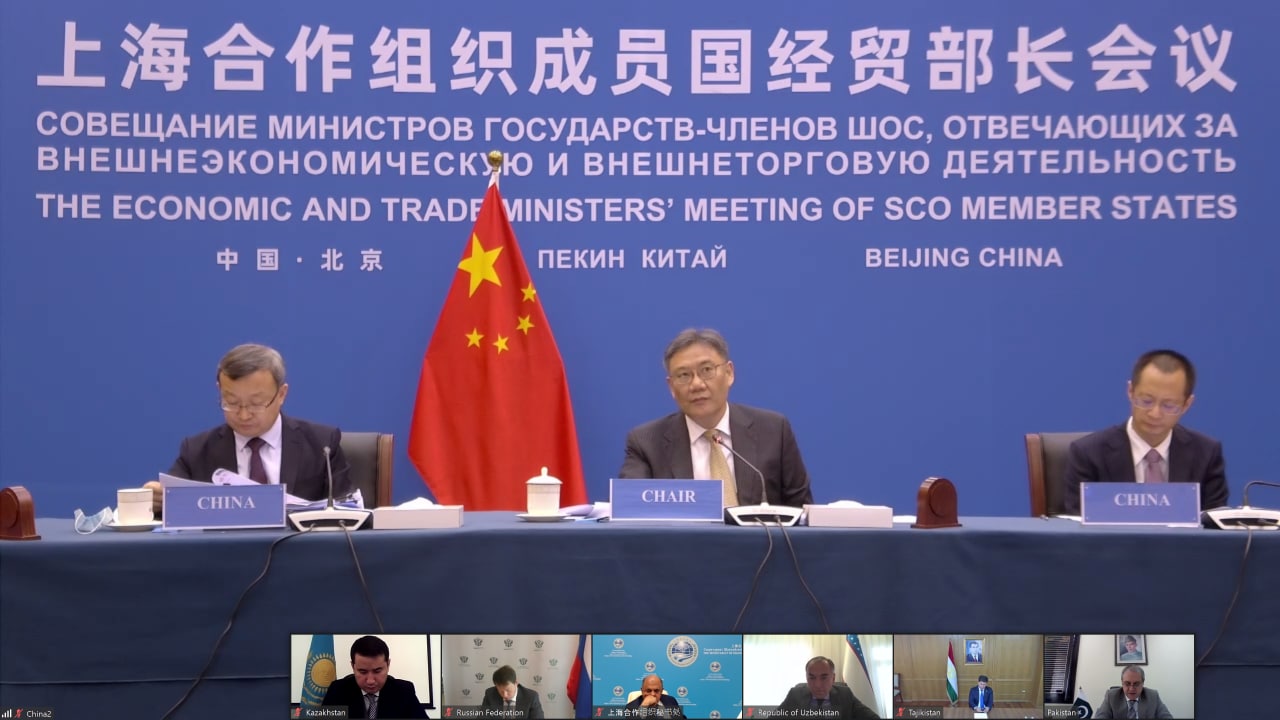 上海合作组织成员国经贸部长会议
СОВЕЩАНИЕ МИНИСТРОВ ГОСУДАРСТВ-ЧЛЕНОВ ШОС, ОТВЕЧАЮЩИХ ЗА
ВНЕШНЕЭКОНОМИЧЕСКУЮ И ВНЕШНЕТОРГОВУЮ ДЕЯТЕЛЬНОСТЬ
THE ECONOMIC AND TRADE MINISTERS' MEETING OF SCO MEMBER STATES
中国·北京 ПЕКИН КИТАЙ BEIJING CHINA
CHINA CHAIR CHINA
China2 Kazakhstan Russian Federation 上海合作组织秘书处 Republic of Uzbekistan Tajikistan Pakistan